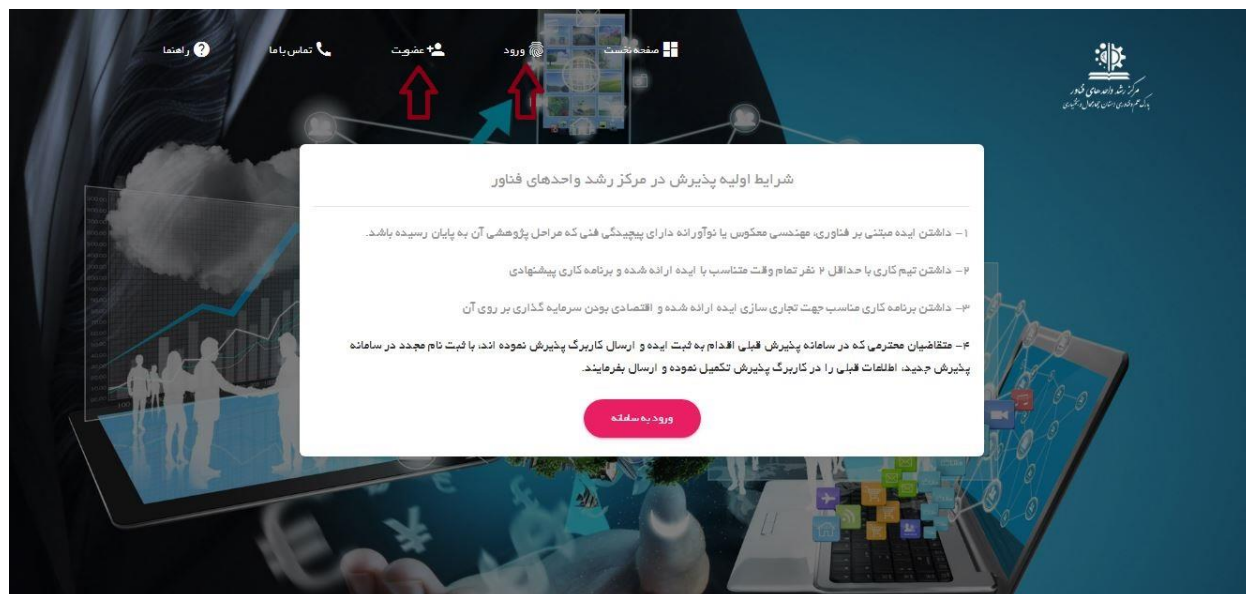 صفحه نخست
ورود
عضویت
تماس با ما
راهنما
مرکز رشد واحدهای فناور
پارک علم و فناوری استان چهارمحال و بختیاری
شرایط اولیه پذیرش در مرکز رشد واحدهای فناور
۱- داشتن ایده مبتنی بر فناوری، مهندسی معکوس یا نوآورانه دارای پیچیدگی فنی که مراحل پژوهشی آن به پایان رسیده باشد.
۲- داشتن تیم کاری با حداقل ۲ نفر تمام وقت متناسب با ایده ارائه شده و برنامه کاری پیشنهادی
۳- داشتن برنامه کاری مناسب جهت تجاری سازی ایده ارائه شده و اقتصادی بودن سرمایه گذاری بر روی آن
۴- متقاضیان محترمی که در سامانه پذیرش قبلی اقدام به ثبت ایده و ارسال کاربرگ پذیرش نموده اند، با ثبت نام مجدد در سامانه
پذیرش جدید، اطلاعات قبلی را در کاربرگ پذیرش تکمیل نموده و ارسال بفرمایند.
ورود به سامانه